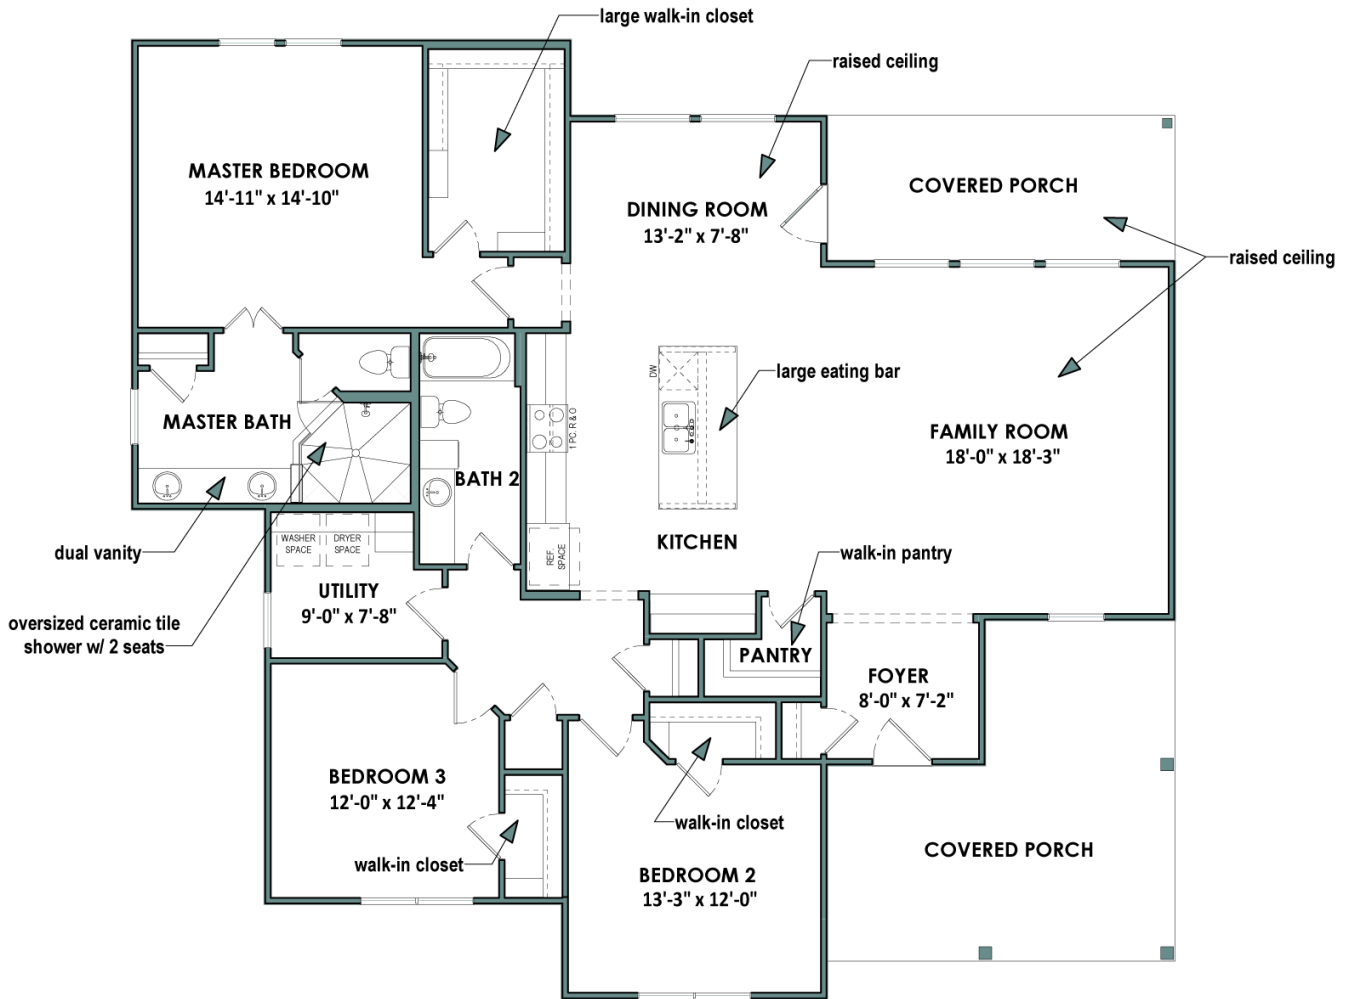 large walk-in closet
raised ceiling
MASTER BEDROOM
14'-11" x 14'-10"
DINING ROOM
13'-2" x 7'-8"
COVERED PORCH
raised ceiling
DW
large eating bar
1 PC. R & O
MASTER BATH
FAMILY ROOM
18'-0" x 18'-3"
BATH 2
KITCHEN
dual vanity
WASHER
SPACE
DRYER
SPACE
REF.
SPACE
walk-in pantry
UTILITY
9'-0" x 7'-8"
oversized ceramic tile
shower w/ 2 seats
PANTRY
FOYER
8'-0" x 7'-2"
BEDROOM 3
12'-0" x 12'-4"
walk-in closet
walk-in closet
COVERED PORCH
BEDROOM 2
13'-3" x 12'-0"